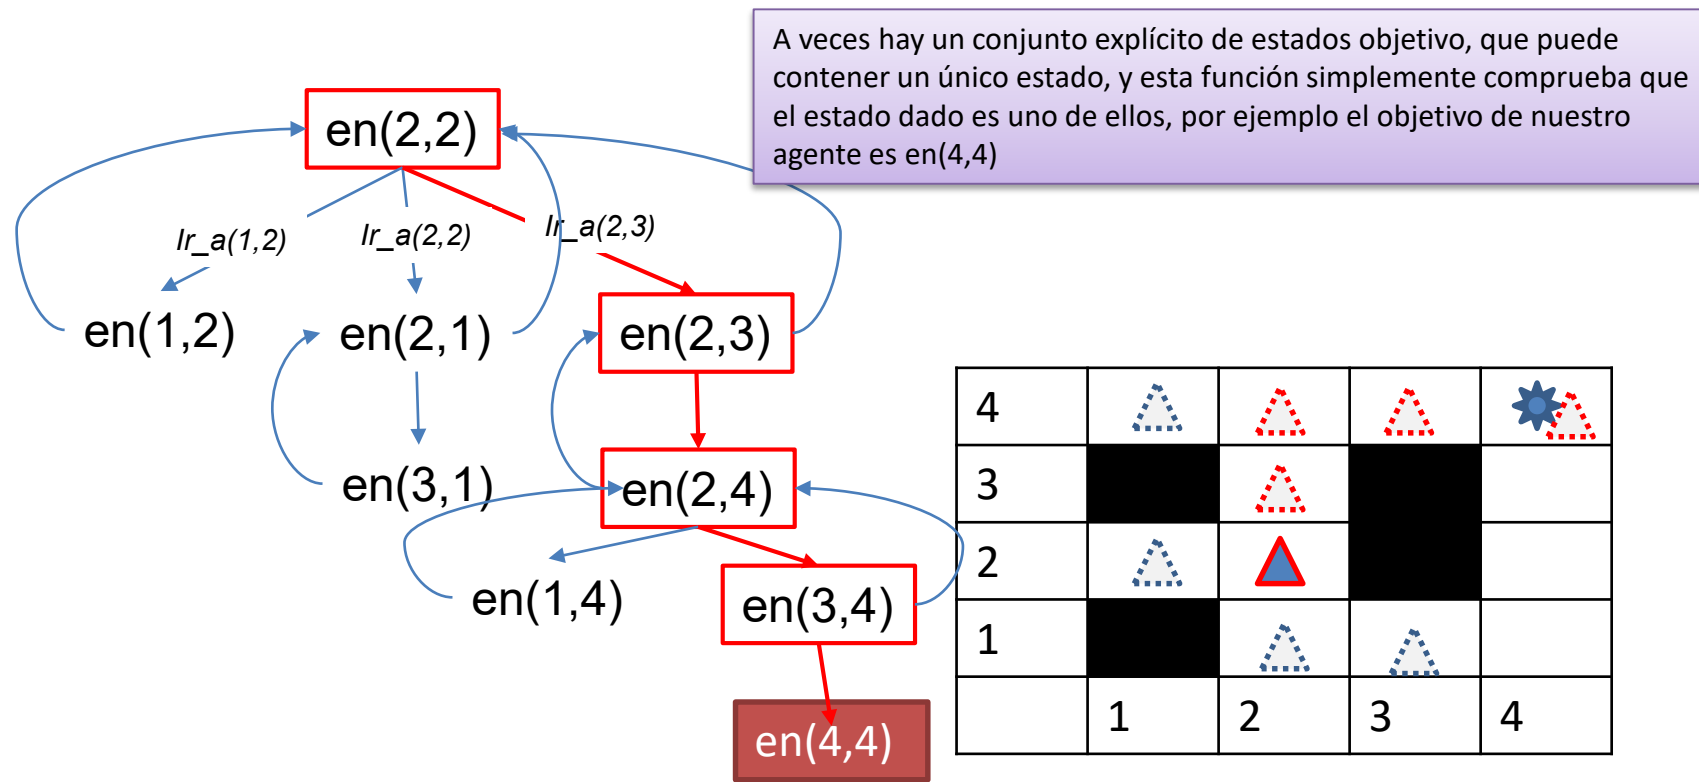 A veces hay un conjunto explícito de estados objetivo, que puede
contener un único estado, y esta función simplemente comprueba que
el estado dado es uno de ellos, por ejemplo el objetivo de nuestro
agente es en(4,4)
en(2,2)
Ir_a(1,2)
Ir_a(2,2)
Ir_a(2,3)
en(1,2)
en(2,1)
en(2,3)
en(3,1)
en(2,4)
en(1,4)
en(3,4)
en(4,4)
4
3
2
1
1 2 3 4